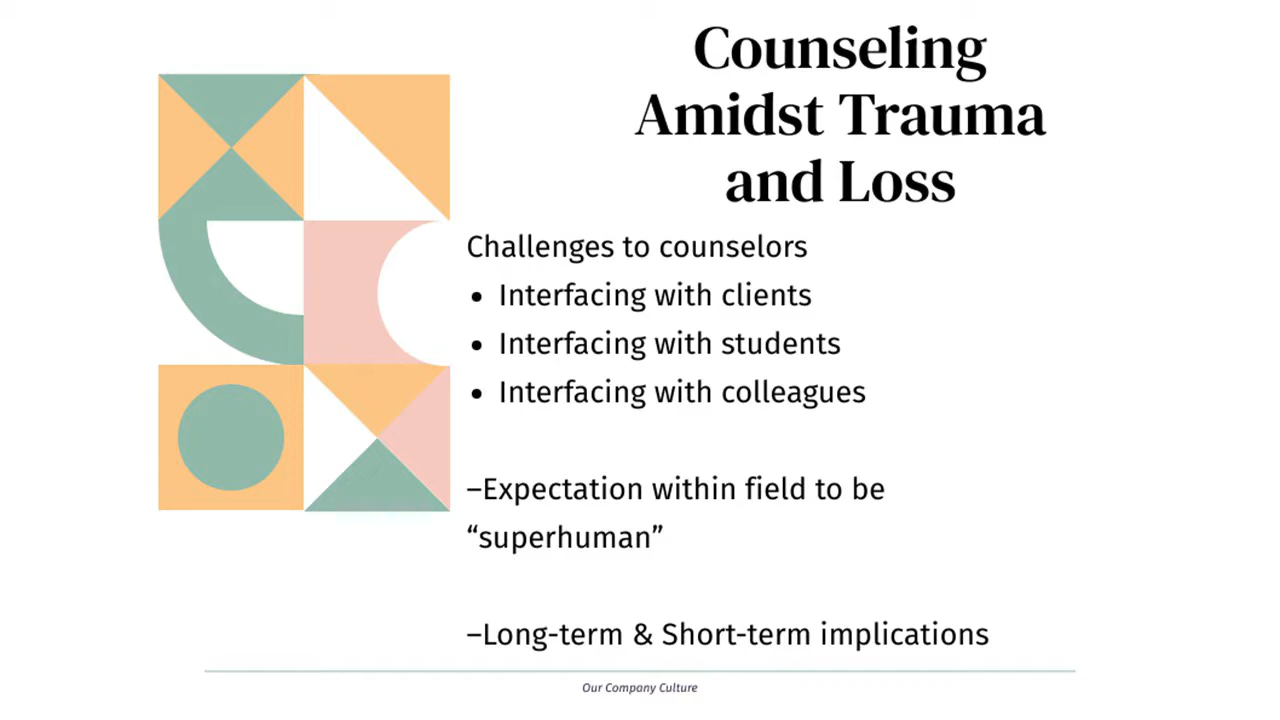 Counseling
Amidst Trauma
and Loss
Challenges to counselors
• Interfacing with clients
• Interfacing with students
• Interfacing with colleagues
–Expectation within field to be
“superhuman”
–Long-term & Short-term implications
Our Company Culture